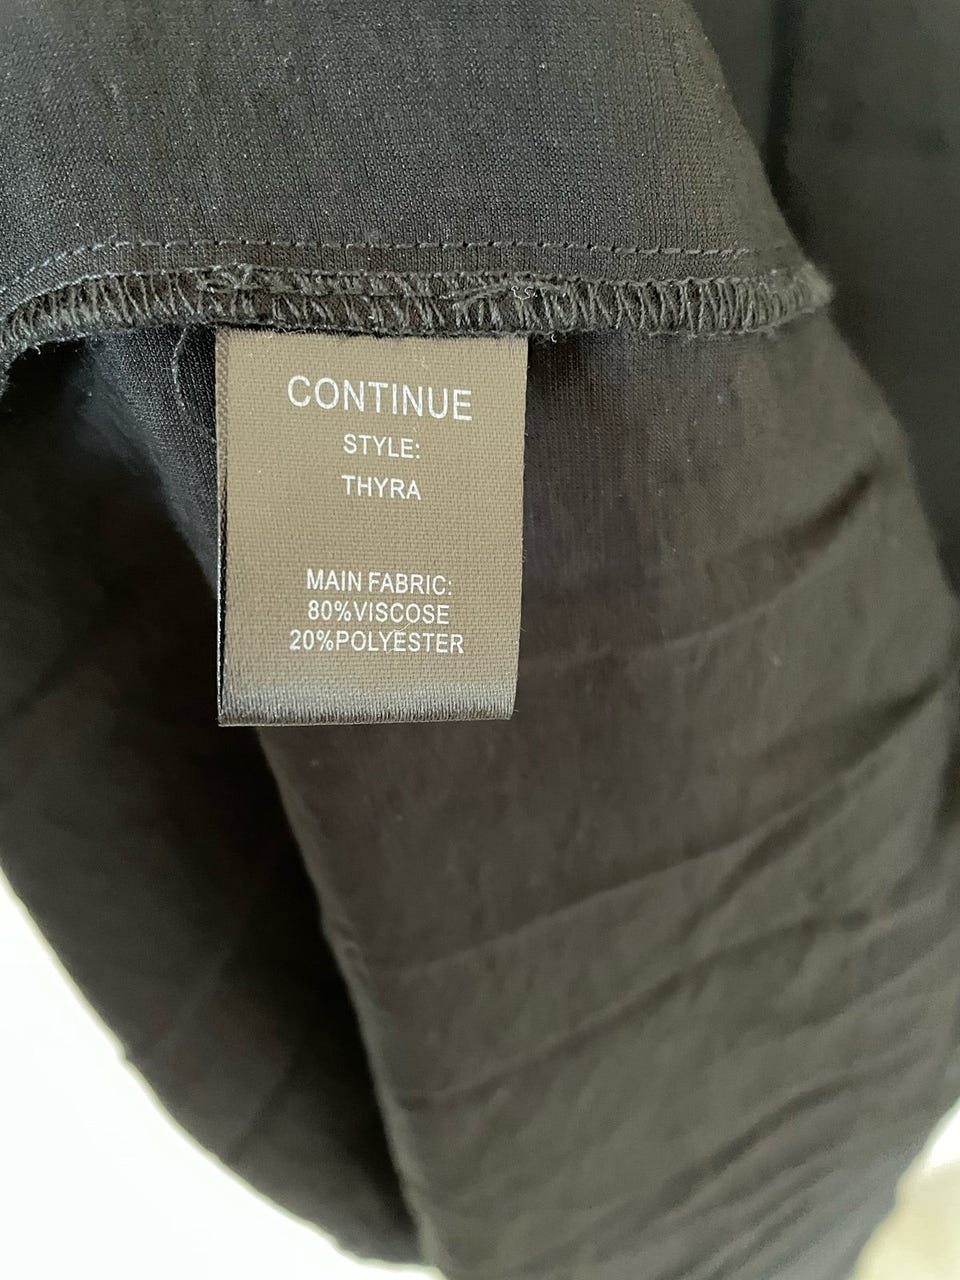 CONTINUE
STYLE:
THYRA
MAIN FABRIC:
80%VISCOSE
20%POLYESTER